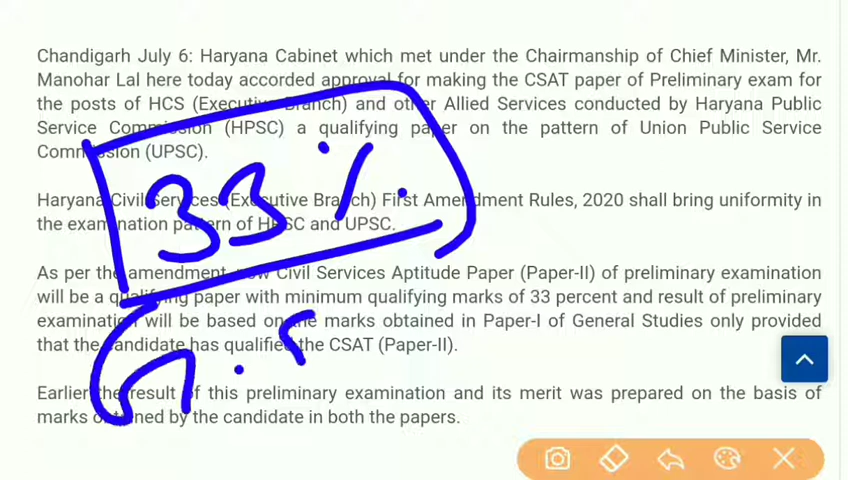 Chandigarh July 6: Haryana Cabinet which met under the Chairmanship of Chief Minister, Mr.
Manohar Lal here today accorded approval for making the CSAT paper of Preliminary exam for
the posts of HCS (Executive Branch) and other Allied Services conducted by Haryana Public
Service Commission (HPSC) a qualifying paper on the pattern of Union Public Service
Commission (UPSC).
33%
Haryana Civil Services (Executive Branch) First Amendment Rules, 2020 shall bring uniformity in
the examination pattern of HPSC and UPSC.
As per the amendment, now Civil Services Aptitude Paper (Paper-II) of preliminary examination
will be a qualifying paper with minimum qualifying marks of 33 percent and result of preliminary
examination will be based on the marks obtained in Paper-I of General Studies only provided
that the candidate has qualified the CSAT (Paper-II).
Earlier the result of this preliminary examination and its merit was prepared on the basis of
marks obtained by the candidate in both the papers.